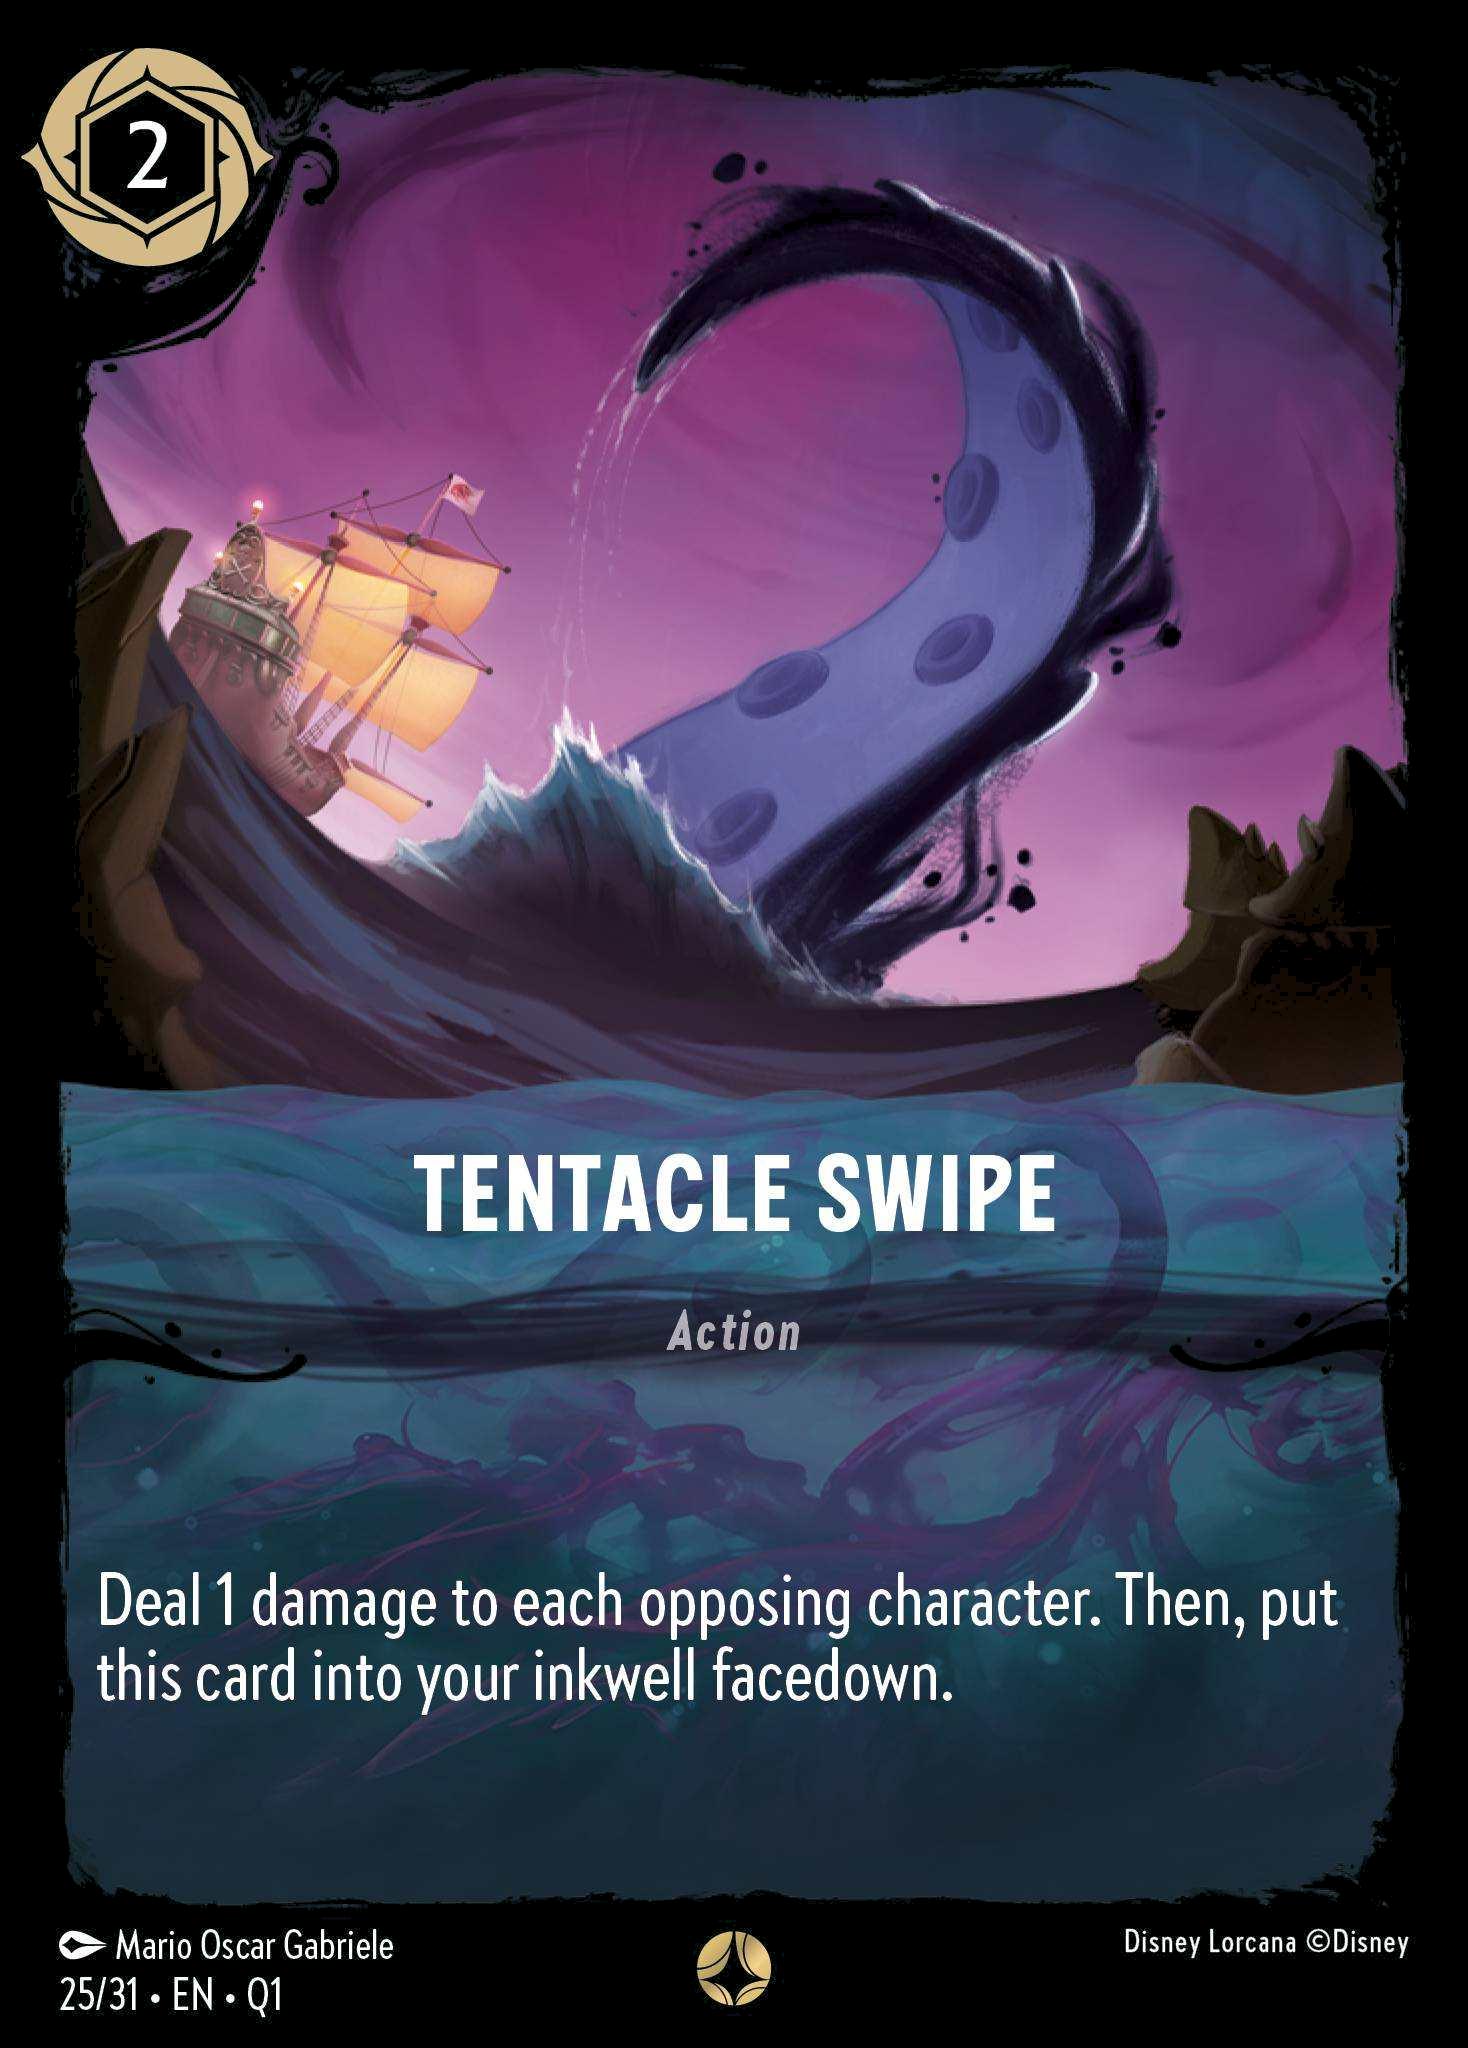 2
TENTACLE SWIPE
Action
Deal 1 damage to each opposing character. Then, put
this card into your inkwell facedown.
Mario Oscar Gabriele
Disney Lorcana ©Disney
25/31 • EN • Q1